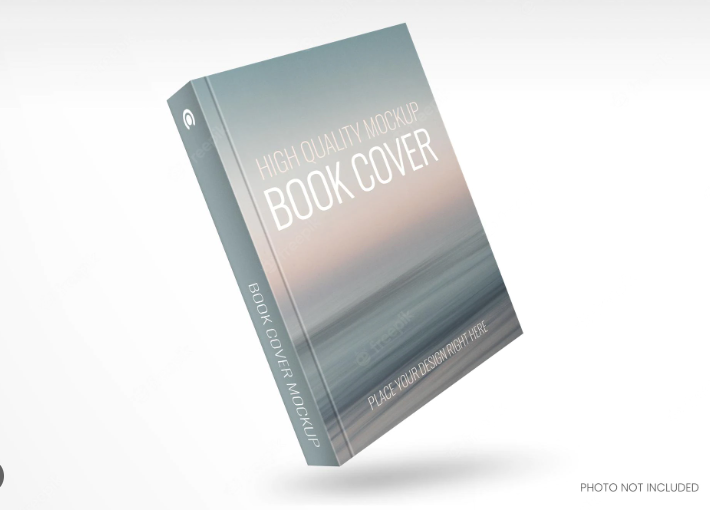 HIGH QUALITY MOCKUP
BOOK COVER
BOOK COVER MOCKUP
PLACE YOUR DESIGN RIGHT HERE
PHOTO NOT INCLUDED